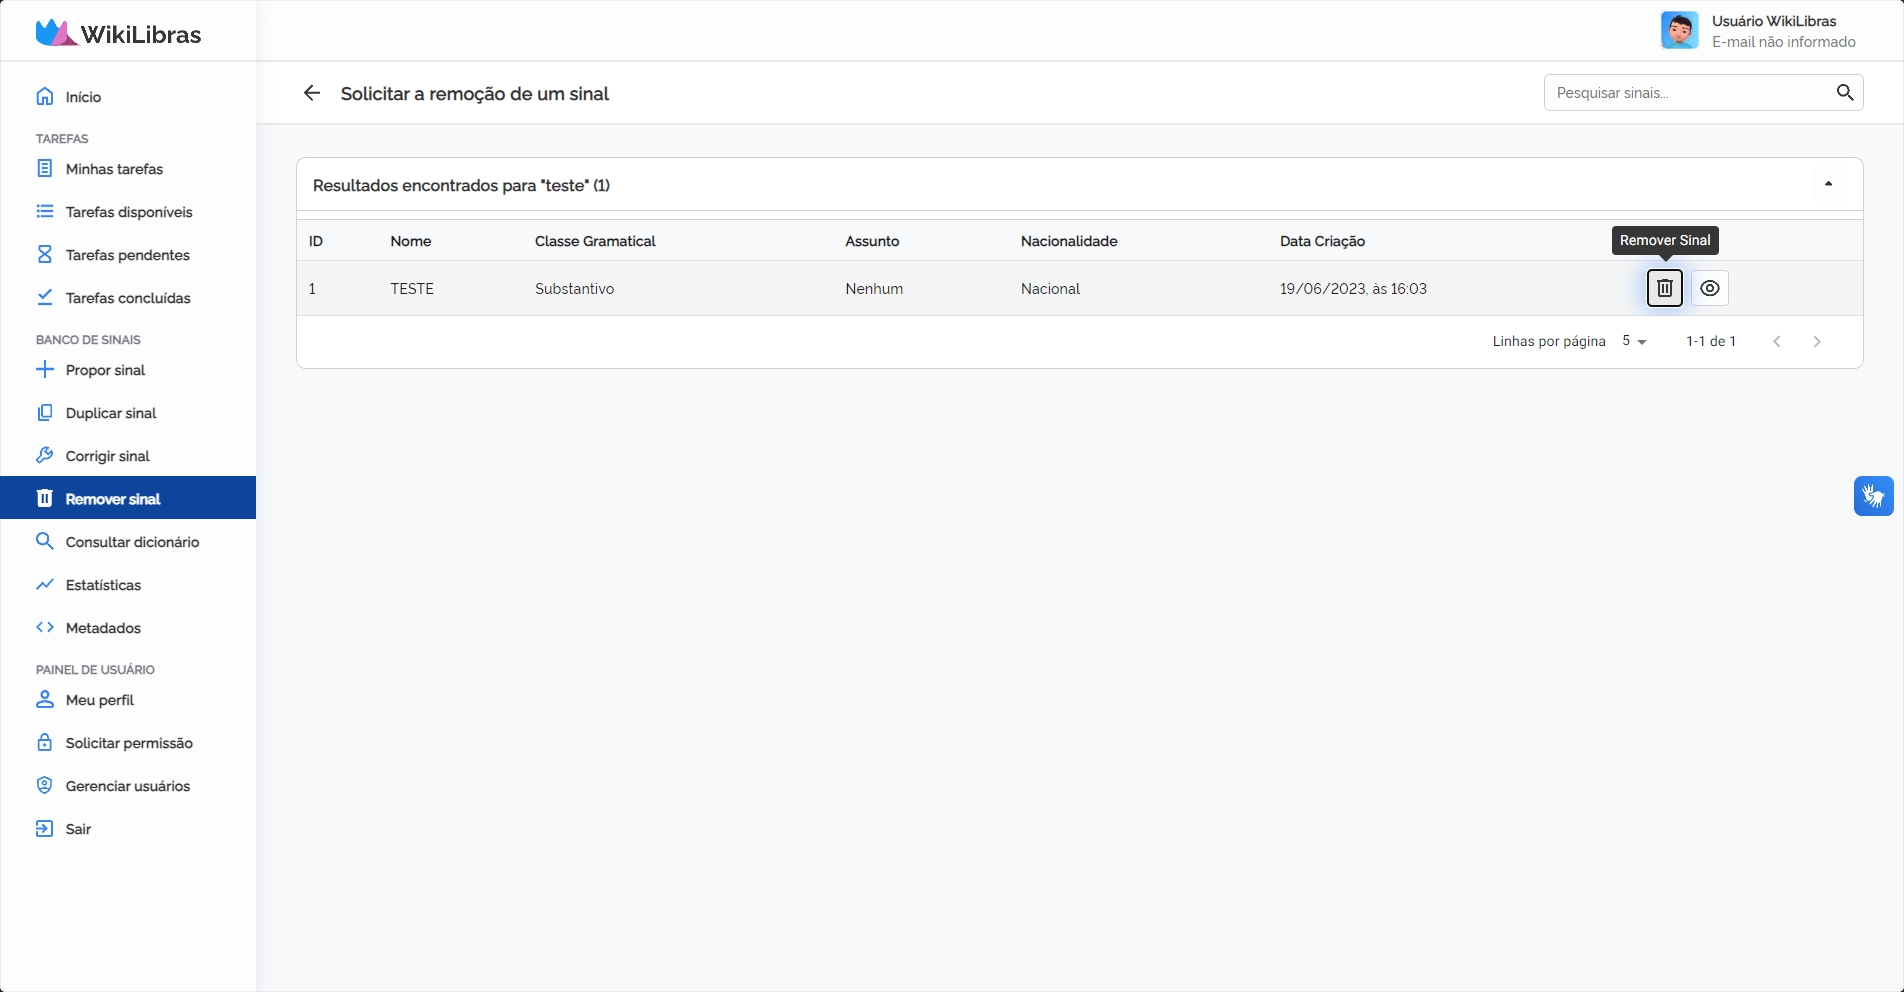 WikiLibras
Usuário WikiLibras
E-mail não informado
Início
TAREFAS
Minhas tarefas
Tarefas disponíveis
Tarefas pendentes
Tarefas concluídas
BANCO DE SINAIS
Propor sinal
Duplicar sinal
Corrigir sinal
Remover sinal
Consultar dicionário
Estatísticas
Metadados
PAINEL DE USUÁRIO
Meu perfil
Solicitar permissão
Gerenciar usuários
Sair
Solicitar a remoção de um sinal
Pesquisar sinais...
Resultados encontrados para "teste" (1)
ID Nome Classe Gramatical Assunto Nacionalidade Data Criação
Remover Sinal
1 TESTE Substantivo Nenhum Nacional 19/06/2023, às 16:03
Linhas por página 5 1-1 de 1